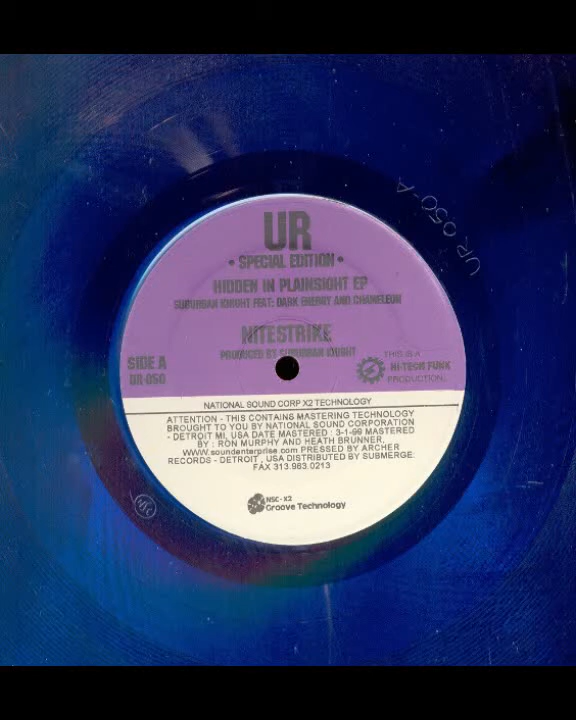 UR
• SPECIAL EDITION •
HIDDEN IN PLAINSIGHT EP
SUBURBAN KNIGHT FEAT: DARK ENERGY AND CHAMELEON
NITESTRIKE
PRODUCED BY SUBURBAN KNIGHT
SIDE A
UR-050
THIS IS A
HI-TECH FUNK
PRODUCTION.
NATIONAL SOUND CORP X2 TECHNOLOGY
ATTENTION - THIS CONTAINS MASTERING TECHNOLOGY
BROUGHT TO YOU BY NATIONAL SOUND CORPORATION
- DETROIT MI, USA DATE MASTERED : 3-1-99 MASTERED
BY : RON MURPHY AND HEATH BRUNNER,
WWW.soundenterprise.com PRESSED BY ARCHER
RECORDS - DETROIT , USA DISTRIBUTED BY SUBMERGE:
FAX 313.963.0213
NSC-X2
Groove Technology
UR 050-A